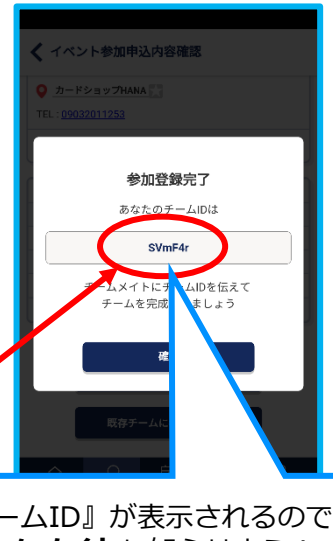 イベント参加申込内容確認
カードショップHANA
TEL : 09032011253
参加登録完了
あなたのチームIDは
SVmF4r
チームメイトにチームIDを伝えて
チームを完成 ましょう
確
既存チームに
ームID』が表示されるので